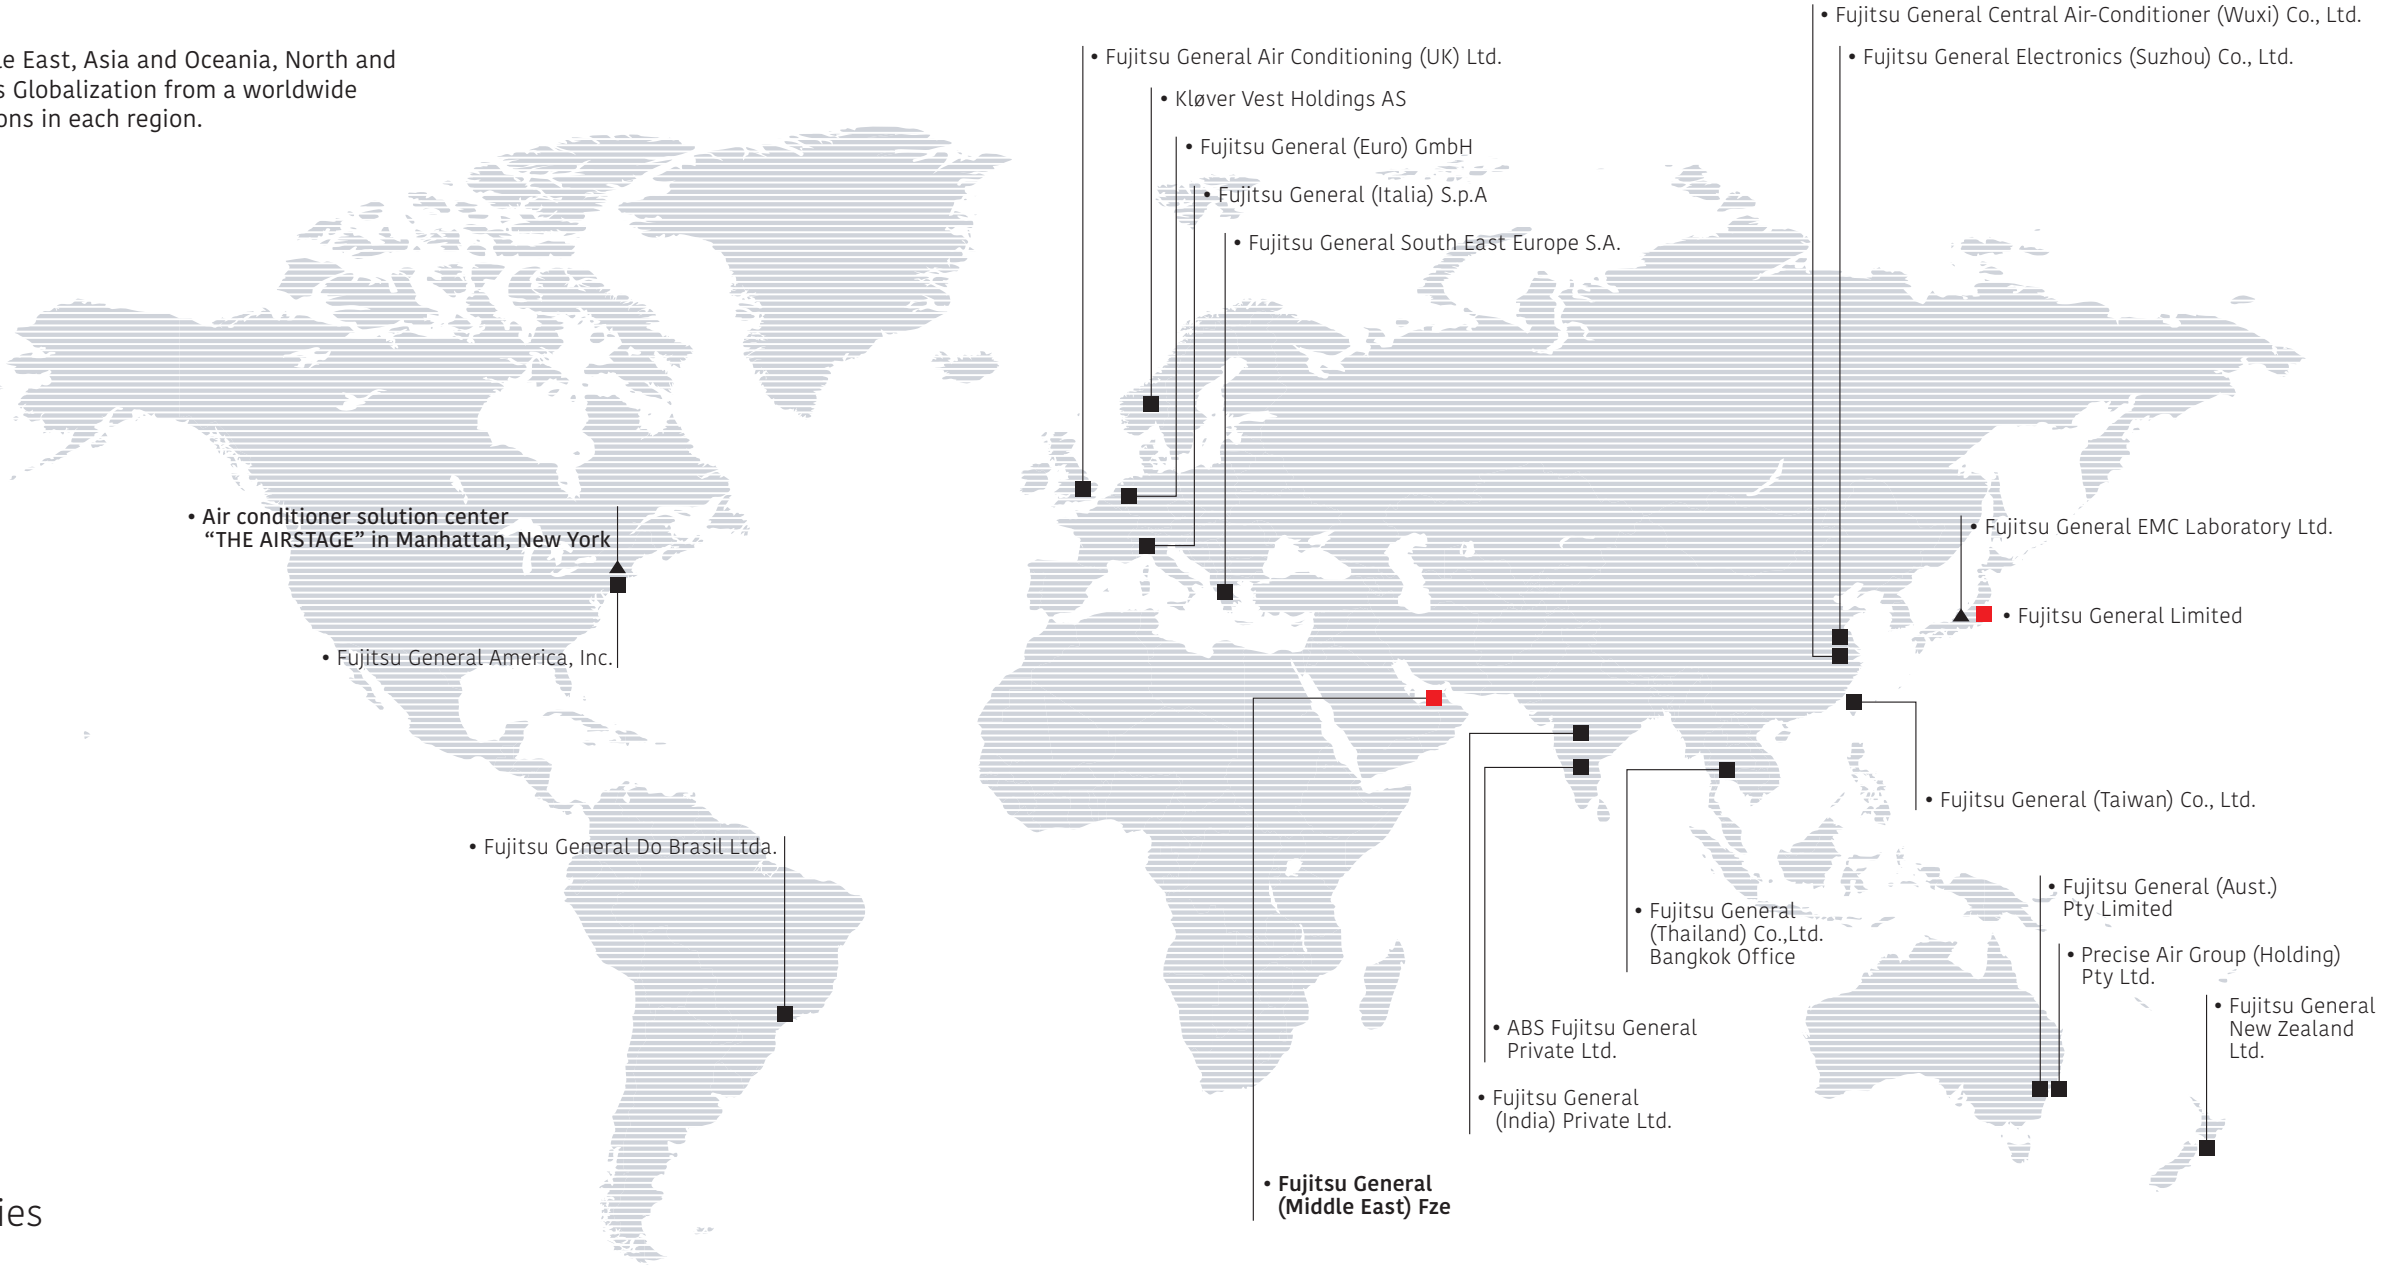 le East, Asia and Oceania, North and
s Globalization from a worldwide
ons in each region.
• Fujitsu General Central Air-Conditioner (Wuxi) Co., Ltd.
• Fujitsu General Electronics (Suzhou) Co., Ltd.
• Fujitsu General Air Conditioning (UK) Ltd.
• Kløver Vest Holdings AS
• Fujitsu General (Euro) GmbH
• Fujitsu General (Italia) S.p.A
• Fujitsu General South East Europe S.A.
• Air conditioner solution center
“THE AIRSTAGE” in Manhattan, New York
• Fujitsu General America, Inc.
• Fujitsu General EMC Laboratory Ltd.
• Fujitsu General Limited
• Fujitsu General (Taiwan) Co., Ltd.
• Fujitsu General Do Brasil Ltda.
• Fujitsu General (Aust.)
Pty Limited
• Fujitsu General
(Thailand) Co.,Ltd.
Bangkok Office
• Precise Air Group (Holding)
Pty Ltd.
• Fujitsu General
New Zealand
Ltd.
• ABS Fujitsu General
Private Ltd.
• Fujitsu General
(India) Private Ltd.
• Fujitsu General
(Middle East) Fze
ies